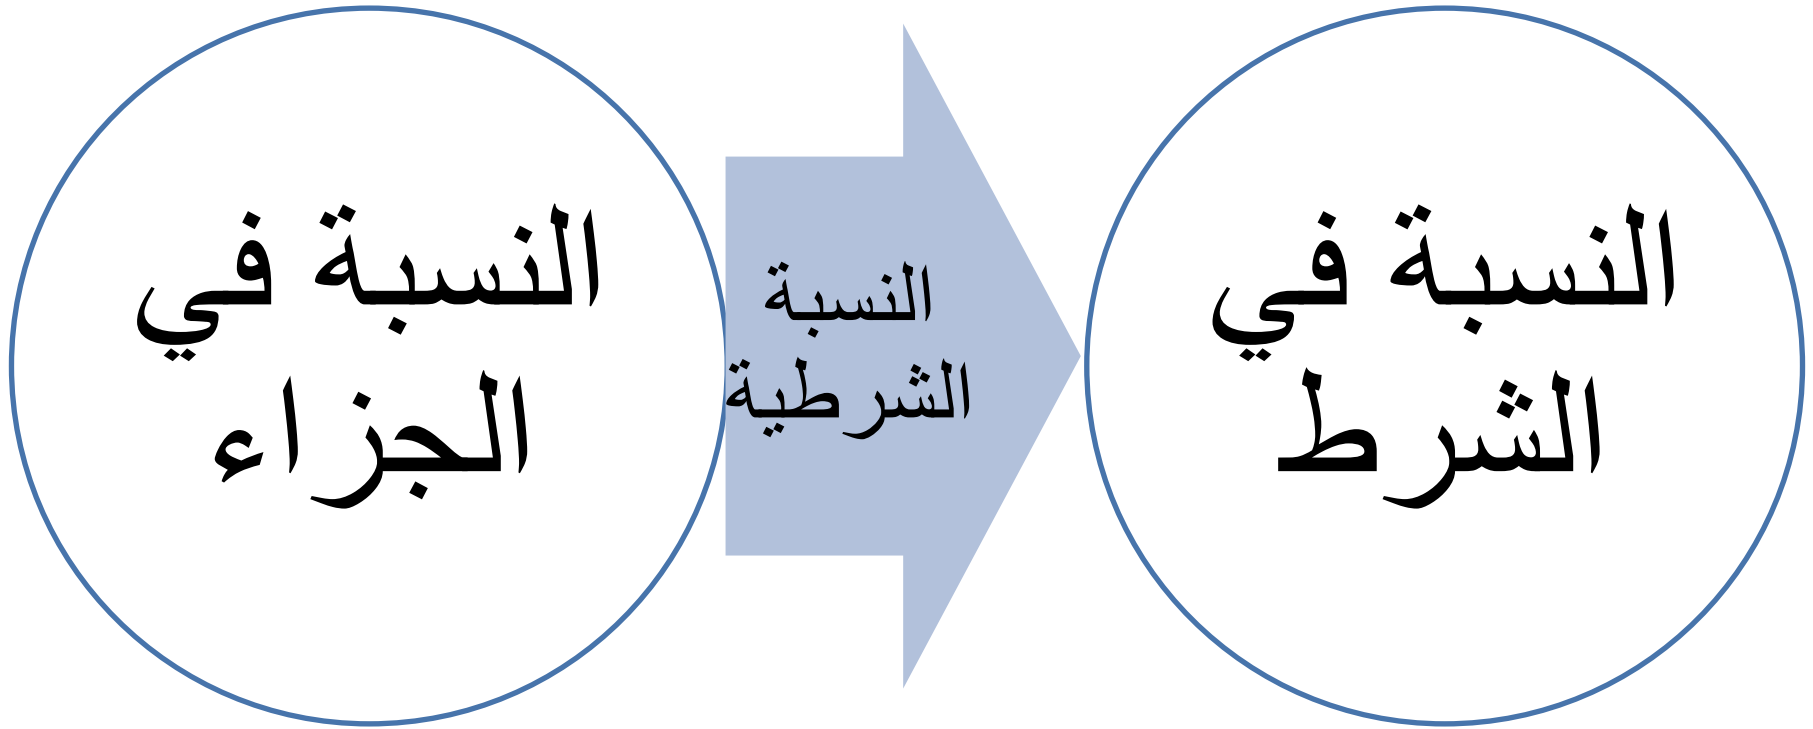 النسبة في
الشرط
النسبة
الشرطية
النسبة في
الجزاء